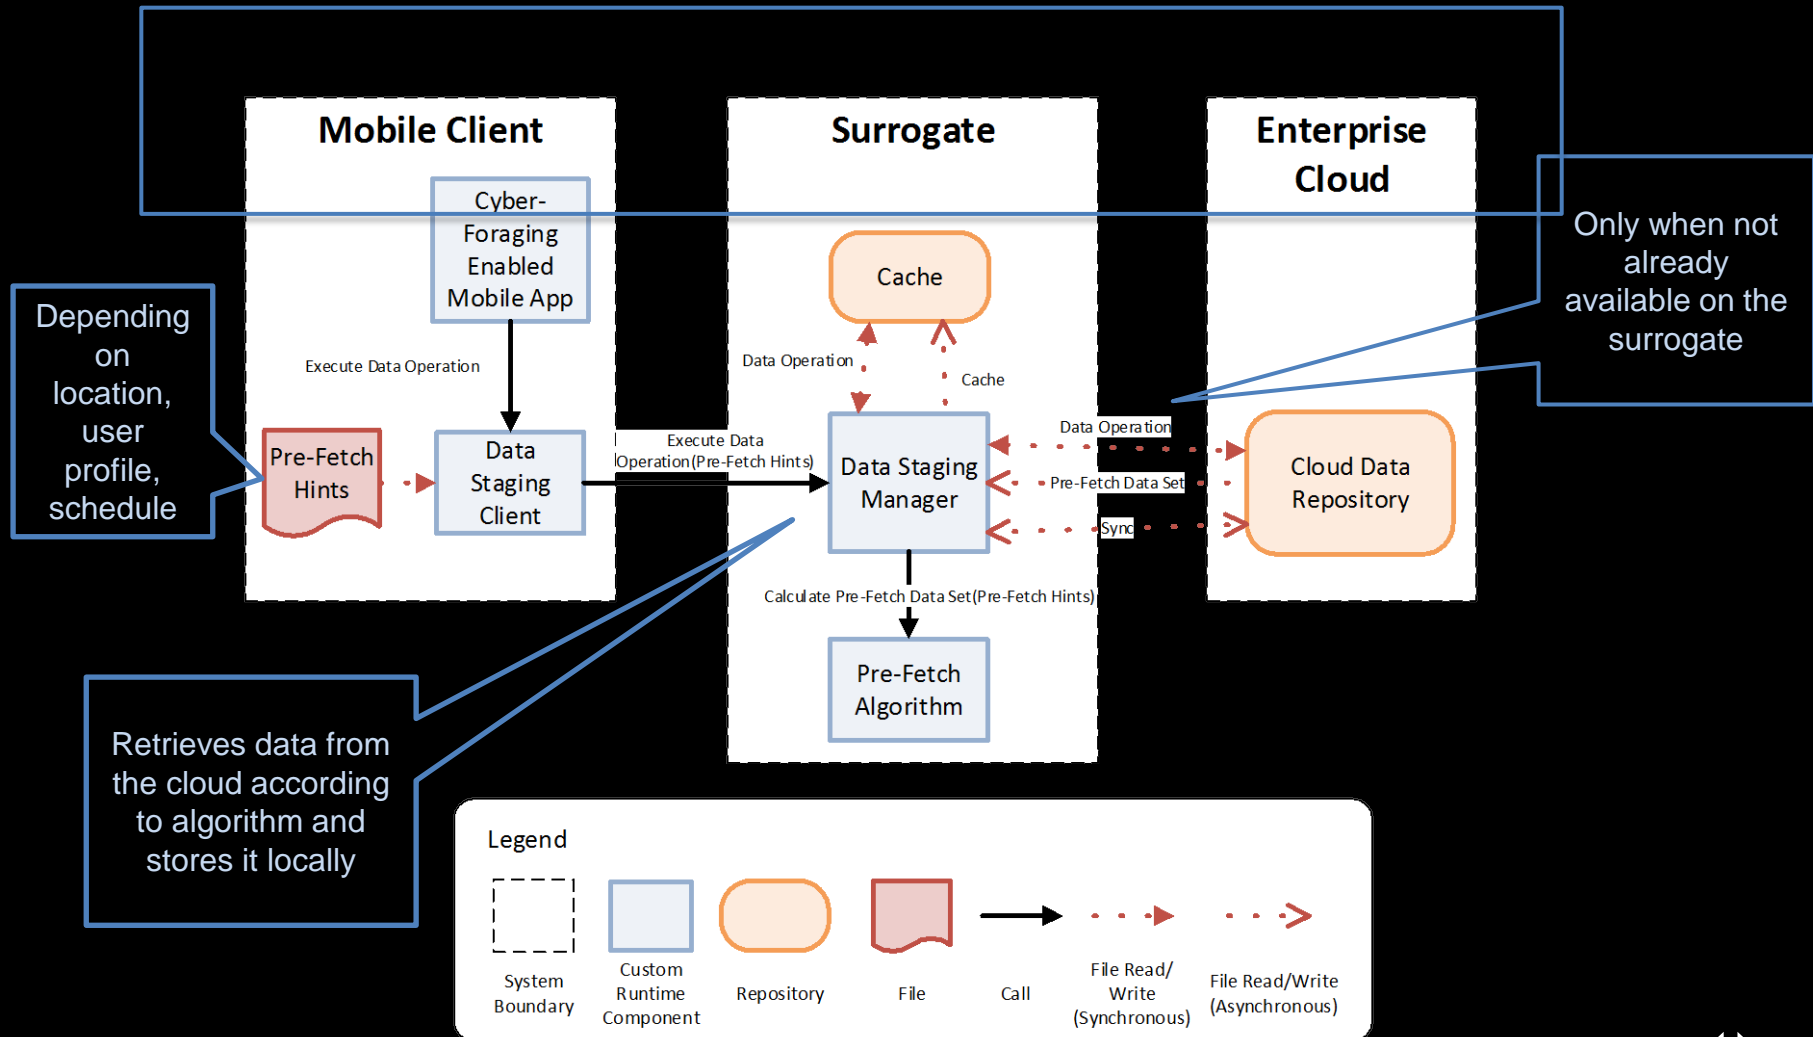 Mobile Client
Surrogate
Enterprise
Cloud
Cyber-
Foraging
Enabled
Mobile App
Cache
Only when not
already
available on the
surrogate
Depending
on
location,
user
profile,
schedule
Execute Data Operation
Data Operation
Cache
Pre-Fetch
Hints
Data
Staging
Client
Execute Data
Operation(Pre-Fetch Hints)
Data Staging
Manager
Data Operation
Pre-Fetch Data Set
Sync
Cloud Data
Repository
Calculate Pre-Fetch Data Set(Pre-Fetch Hints)
Pre-Fetch
Algorithm
Retrieves data from
the cloud according
to algorithm and
stores it locally
Legend
System
Boundary
Custom
Runtime
Component
Repository
File
Call
File Read/
Write
(Synchronous)
File Read/Write
(Asynchronous)